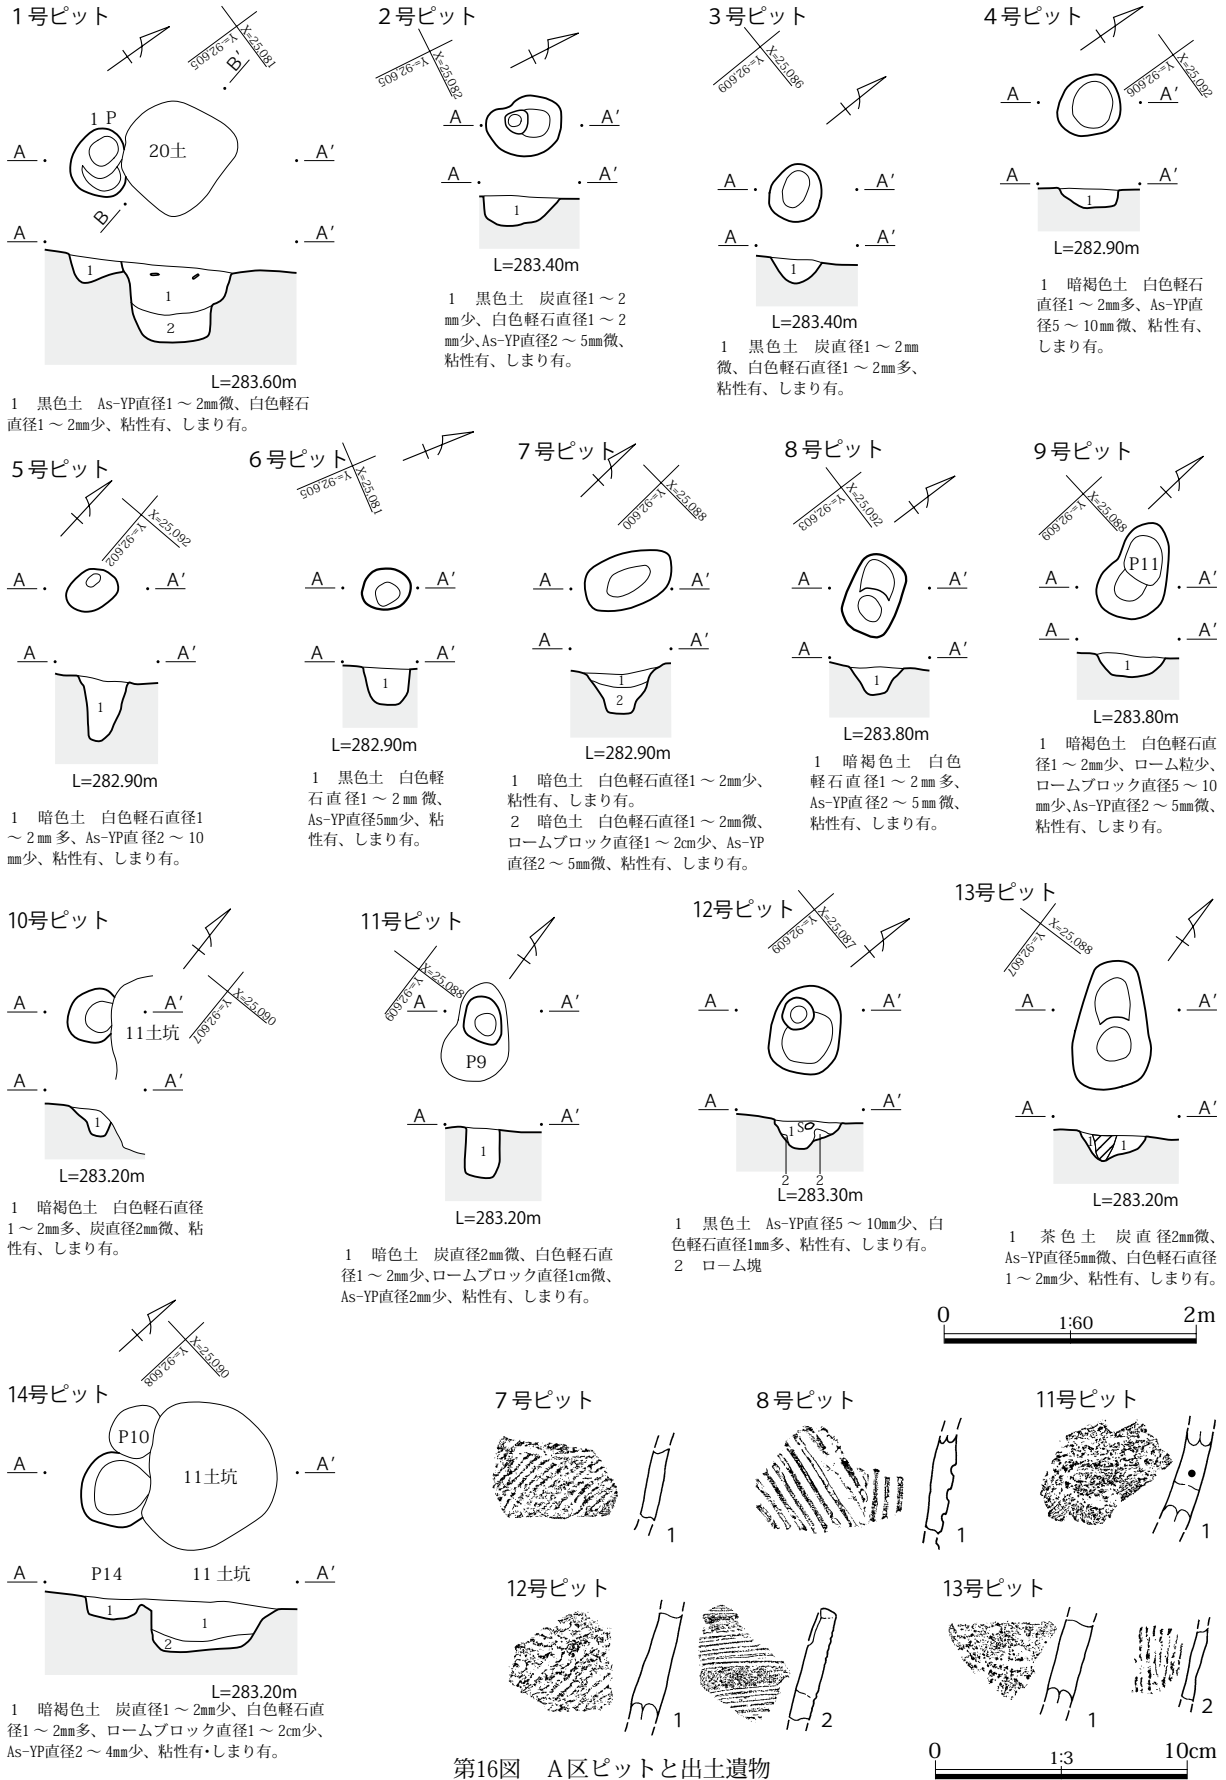 1号ピット
X=25.081
Y=-92.605
B′
1 P
20土
A
A′
B
A
A′
1
1
2
L=283.60m
1　黒色土　As-YP直径1～2㎜微、白色軽石
直径1～2㎜少、粘性有、しまり有。
2号ピット
X=25.082
Y=-92.605
A
A′
A
A′
1
L=283.40m
1　黒色土　炭直径1～2
㎜少、白色軽石直径1～2
㎜少、As-YP直径2～5㎜微、
粘性有、しまり有。
3号ピット
X=25.086
Y=-92.609
A
A′
A
A′
1
L=283.40m
1　黒色土　炭直径1～2㎜
微、白色軽石直径1～2㎜多、
粘性有、しまり有。
4号ピット
X=25.092
Y=-92.606
A
A′
A
A′
1
L=282.90m
1　暗褐色土　白色軽石
直径1～2㎜多、As-YP直
径5～10㎜微、粘性有、
しまり有。
5号ピット
X=25.092
Y=-92.602
A
A′
A
A′
1
L=282.90m
1　暗色土　白色軽石直径1
～2㎜多、As-YP直径2～10
㎜少、粘性有、しまり有。
6号ピット
X=25.081
Y=-92.605
A
A′
A
A′
1
L=282.90m
1　黒色土　白色軽
石直径1～2㎜微、
As-YP直径5㎜少、粘
性有、しまり有。
7号ピット
X=25.088
Y=-92.600
A
A′
A
A′
1
2
L=282.90m
1　暗色土　白色軽石直径1～2㎜少、
粘性有、しまり有。
2　暗色土　白色軽石直径1～2㎜微、
ロームブロック直径1～2㎝少、As-YP
直径2～5㎜微、粘性有、しまり有。
8号ピット
X=25.092
Y=-92.603
A
A′
A
A′
1
L=283.80m
1　暗褐色土　白色
軽石直径1～2㎜多、
As-YP直径2～5㎜微、
粘性有、しまり有。
9号ピット
X=25.088
Y=-92.609
P11
A
A′
A
A′
1
L=283.80m
1　暗褐色土　白色軽石直
径1～2㎜少、ローム粒少、
ロームブロック直径5～10
㎜少、As-YP直径2～5㎜微、
粘性有、しまり有。
10号ピット
X=25.090
Y=-92.607
A
A′
11土坑
A
A′
1
L=283.20m
1　暗褐色土　白色軽石直径
1～2㎜多、炭直径2㎜微、粘
性有、しまり有。
11号ピット
X=25.088
Y=-92.609
A
A′
P9
A
A′
1
L=283.20m
1　暗色土　炭直径2㎜微、白色軽石直
径1～2㎜少、ロームブロック直径1㎝微、
As-YP直径2㎜少、粘性有、しまり有。
12号ピット
X=25.087
Y=-92.609
A
A′
A
A′
1
S
2
2
L=283.30m
1　黒色土　As-YP直径5～10㎜少、白
色軽石直径1㎜多、粘性有、しまり有。
2　ローム塊
13号ピット
X=25.088
Y=-92.607
A
A′
A
A′
1
1
L=283.20m
1　茶色土　炭直径2㎜微、
As-YP直径5㎜微、白色軽石直径
1～2㎜少、粘性有、しまり有。
0
1:60
2m
14号ピット
X=25.090
Y=-92.608
P10
A
11土坑
A′
A
P14
11土坑
A′
1
1
2
L=283.20m
1　暗褐色土　炭直径1～2㎜少、白色軽石直
径1～2㎜多、ロームブロック直径1～2㎝少、
As-YP直径2～4㎜少、粘性有・しまり有。
7号ピット
1
8号ピット
1
11号ピット
1
12号ピット
1
2
13号ピット
1
2
0
1:3
10cm
第16図　A区ピットと出土遺物